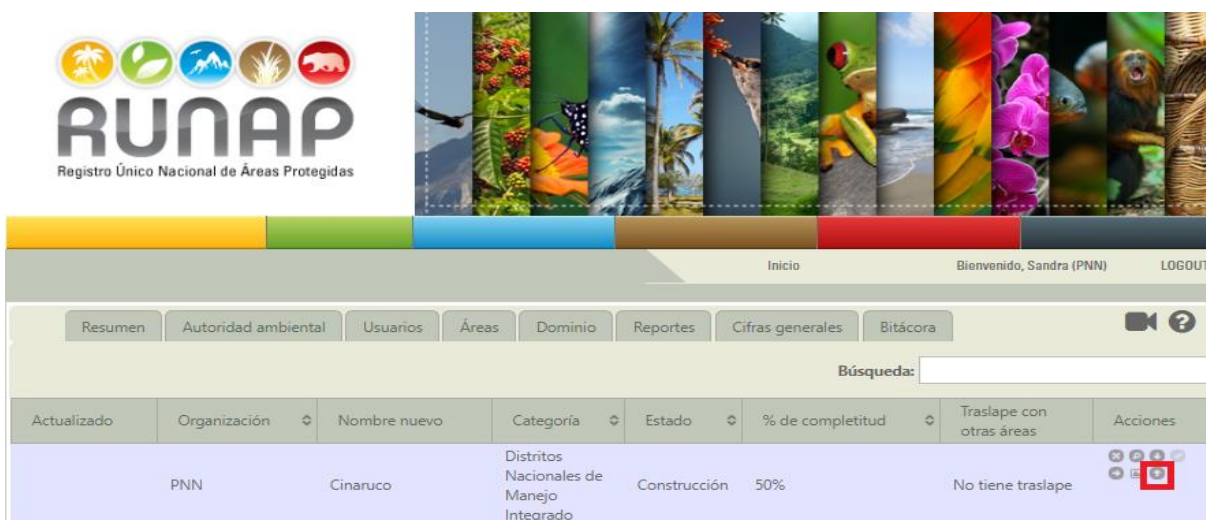 RUNAP
Registro Único Nacional de Áreas Protegidas
Inicio
Bienvenido, Sandra (PNN)
LOGOUT
Resumen
Autoridad ambiental
Usuarios
Áreas
Dominio
Reportes
Cifras generales
Bitácora
?
Búsqueda:
Actualizado
Organización
Nombre nuevo
Categoría
Estado
% de completitud
Traslape con
otras áreas
Acciones
PNN
Cinaruco
Distritos
Nacionales de
Manejo
Integrado
Construcción
50%
No tiene traslape